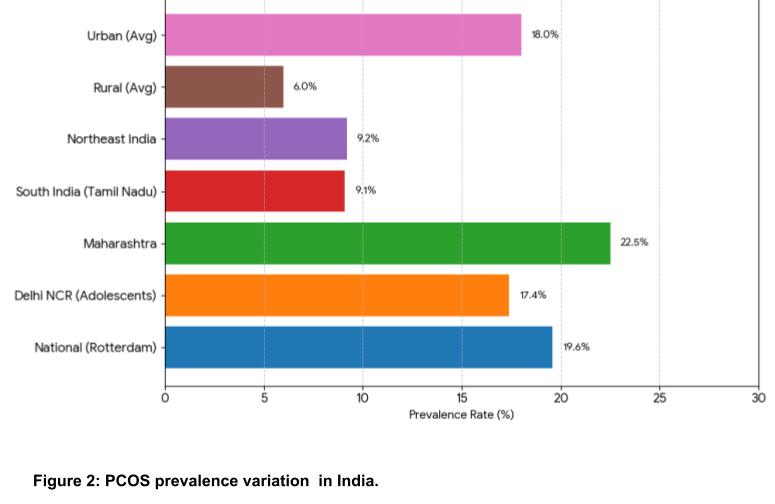 Urban (Avg) 18.0%
Rural (Avg) 6.0%
Northeast India 9.2%
South India (Tamil Nadu) 9.1%
Maharashtra 22.5%
Delhi NCR (Adolescents) 17.4%
National (Rotterdam) 19.6%
0 5 10 15 20 25 30
Prevalence Rate (%)
Figure 2: PCOS prevalence variation  in India.